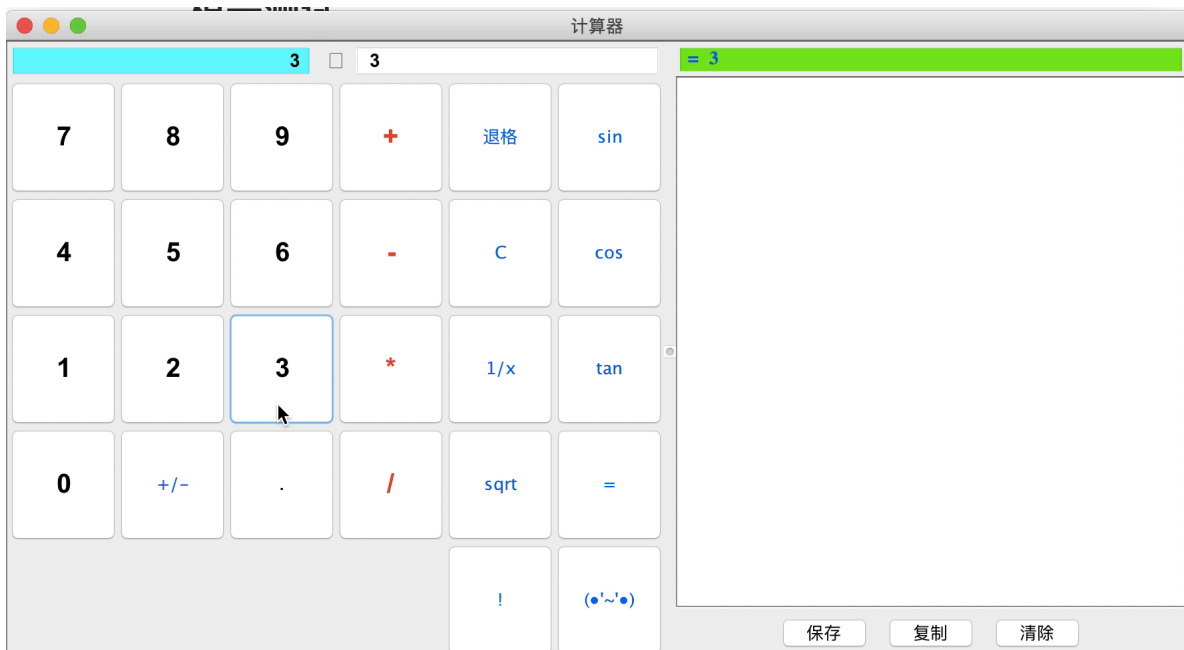 计算器
3 3 = 3
7 8 9 + 退格 sin
4 5 6 - C cos
1 2 3 * 1/x tan
0 +/- . / sqrt =
! (●'~'●)
保存 复制 清除